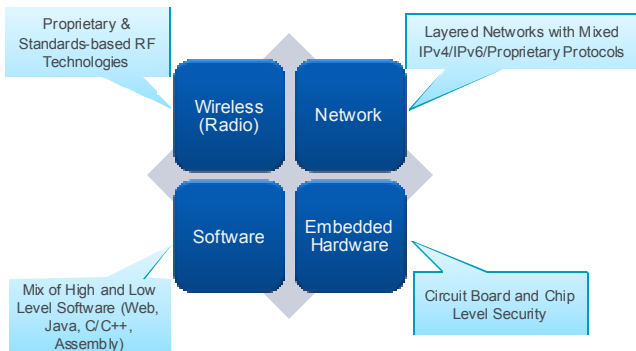 Proprietary &
Standards-based RF
Technologies
Layered Networks with Mixed
IPv4/IPv6/Proprietary Protocols
Wireless
(Radio)
Network
Software
Embedded
Hardware
Mix of High and Low
Level Software (Web,
Java, C/C++,
Assembly)
Circuit Board and Chip
Level Security